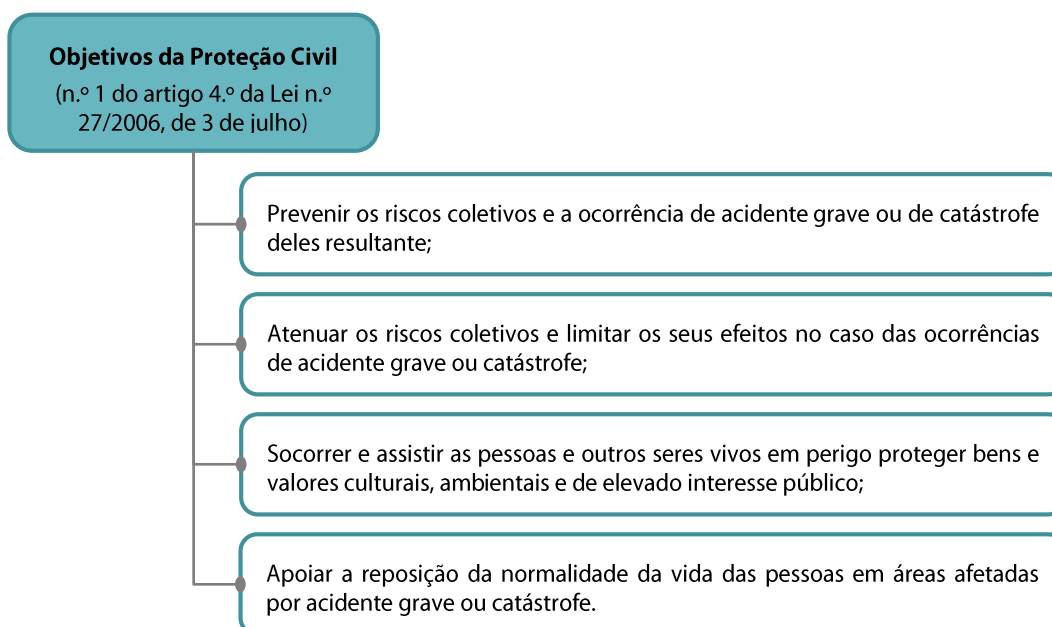 Objetivos da Proteção Civil
(n.º 1 do artigo 4.º da Lei n.º
27/2006, de 3 de julho)
Prevenir os riscos coletivos e a ocorrência de acidente grave ou de catástrofe
deles resultante;
Atenuar os riscos coletivos e limitar os seus efeitos no caso das ocorrências
de acidente grave ou catástrofe;
Socorrer e assistir as pessoas e outros seres vivos em perigo proteger bens e
valores culturais, ambientais e de elevado interesse público;
Apoiar a reposição da normalidade da vida das pessoas em áreas afetadas
por acidente grave ou catástrofe.